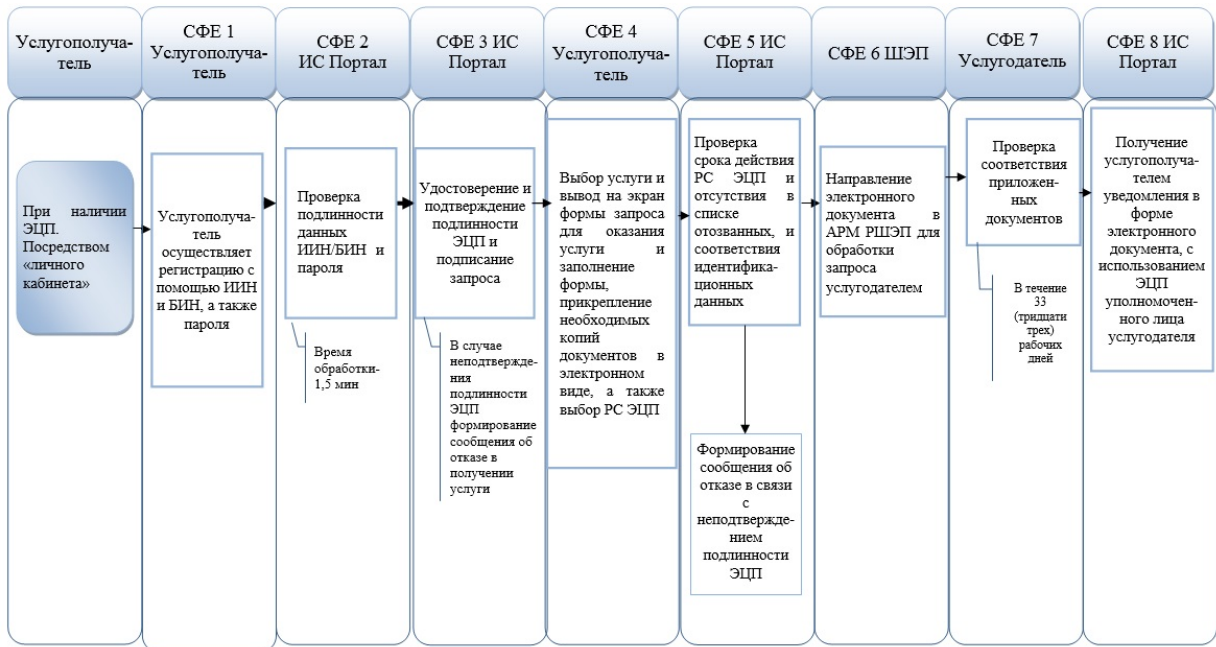 Услугополуча-
тель
СФЕ 1
Услугополуча-
тель
СФЕ 2
ИС Портал
СФЕ 3 ИС
Портал
СФЕ 4
Услугополуча-
тель
СФЕ 5 ИС
Портал
СФЕ 6 ШЭП
СФЕ 7
Услугодатель
СФЕ 8 ИС
Портал
При наличии
ЭЦП.
Посредством
«личного
кабинета»
Услугополуча-
тель
осуществляет
регистрацию с
помощью ИИН
и БИН, а также
пароля
Проверка
подлинности
данных
ИИН/БИН и
пароля
Время
обработки-
1,5 мин
Удостоверение и
подтверждение
подлинности
ЭЦП и
подписание
запроса
В случае
неподтвержде-
ния
подлинности
ЭЦП
формирование
сообщения об
отказе в
получении
услуги
Выбор услуги и
вывод на экран
формы запроса
для оказания
услуги и
заполнение
формы,
прикрепление
необходимых
копий
документов в
электронном
виде, а также
выбор РС ЭЦП
Проверка
срока действия
РС ЭЦП и
отсутствия в
списке
отозванных, и
соответствия
идентифика-
ционных
данных
Формирование
сообщения об
отказе в связи
с
неподтвержде-
нием
подлинности
ЭЦП
Направление
электронного
документа в
АРМ РШЭП для
обработки
запроса
услугодателем
Проверка
соответствия
приложен-
ных
документов
В течение
33
(тридцати
трех)
рабочих
дней
Получение
услугополуча-
телем
уведомления в
форме
электронного
документа, с
использованием
ЭЦП
уполномочен-
ного лица
услугодателя